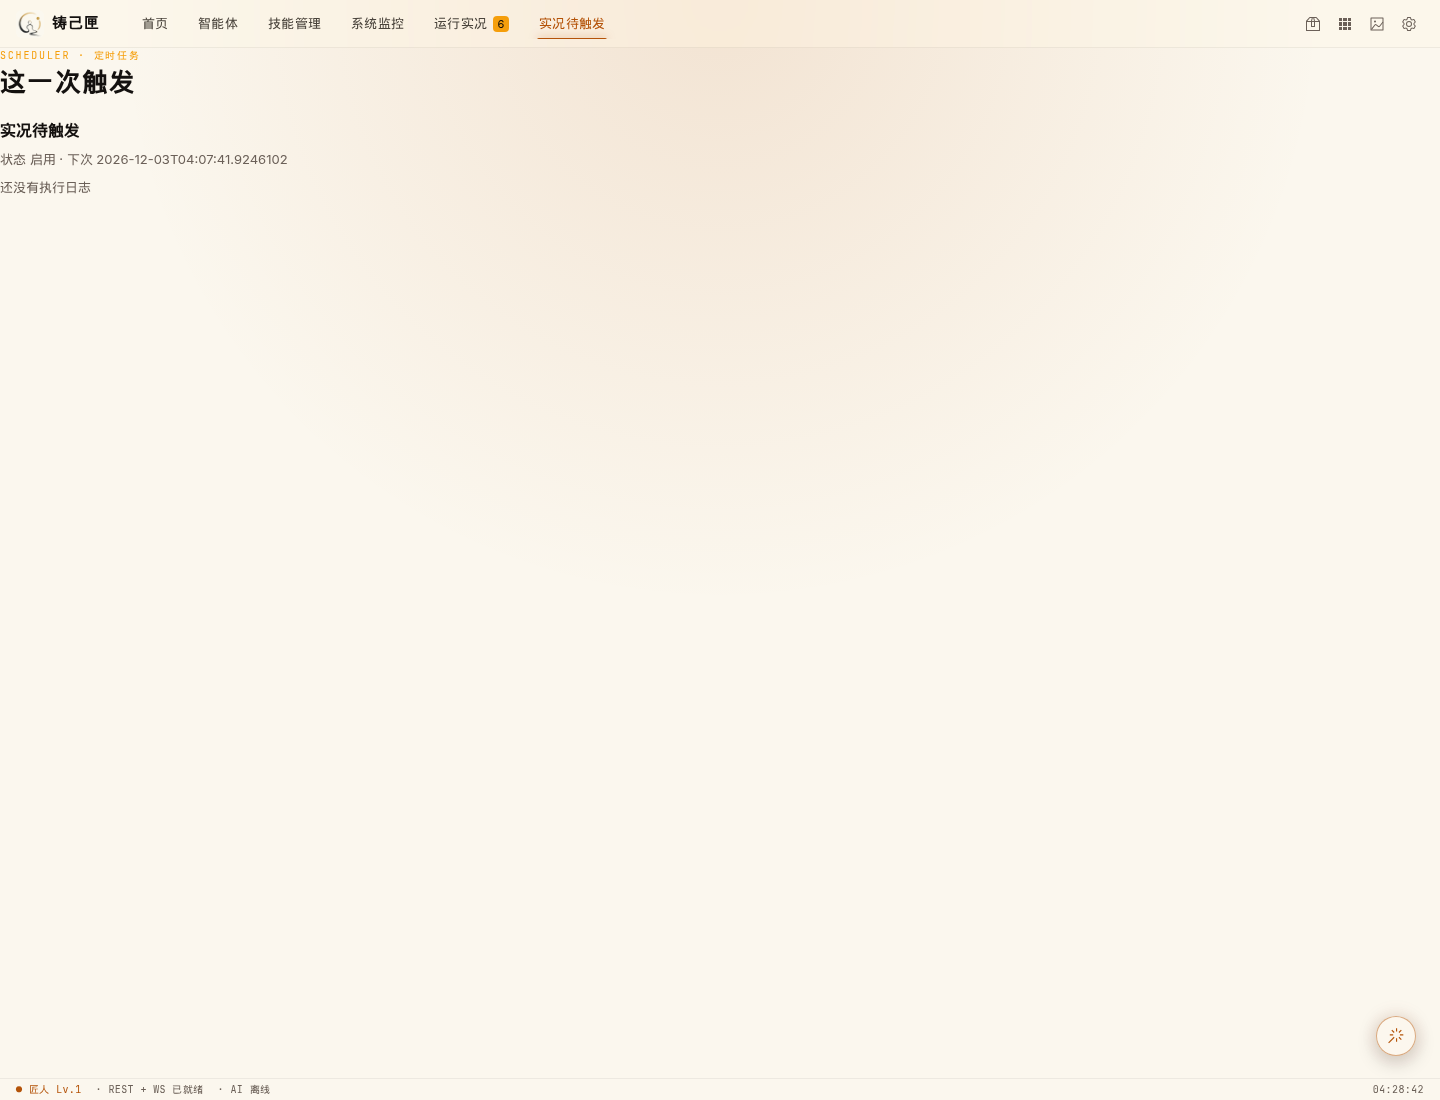 铸己匣 首页 智能体 技能管理 系统监控 运行实况 6 实况待触发
SCHEDULER · 定时任务
这一次触发
实况待触发
状态 启用 · 下次 2026-12-03T04:07:41.9246102
还没有执行日志
匠人 Lv.1 · REST + WS 已就绪 · AI 离线 04:28:42